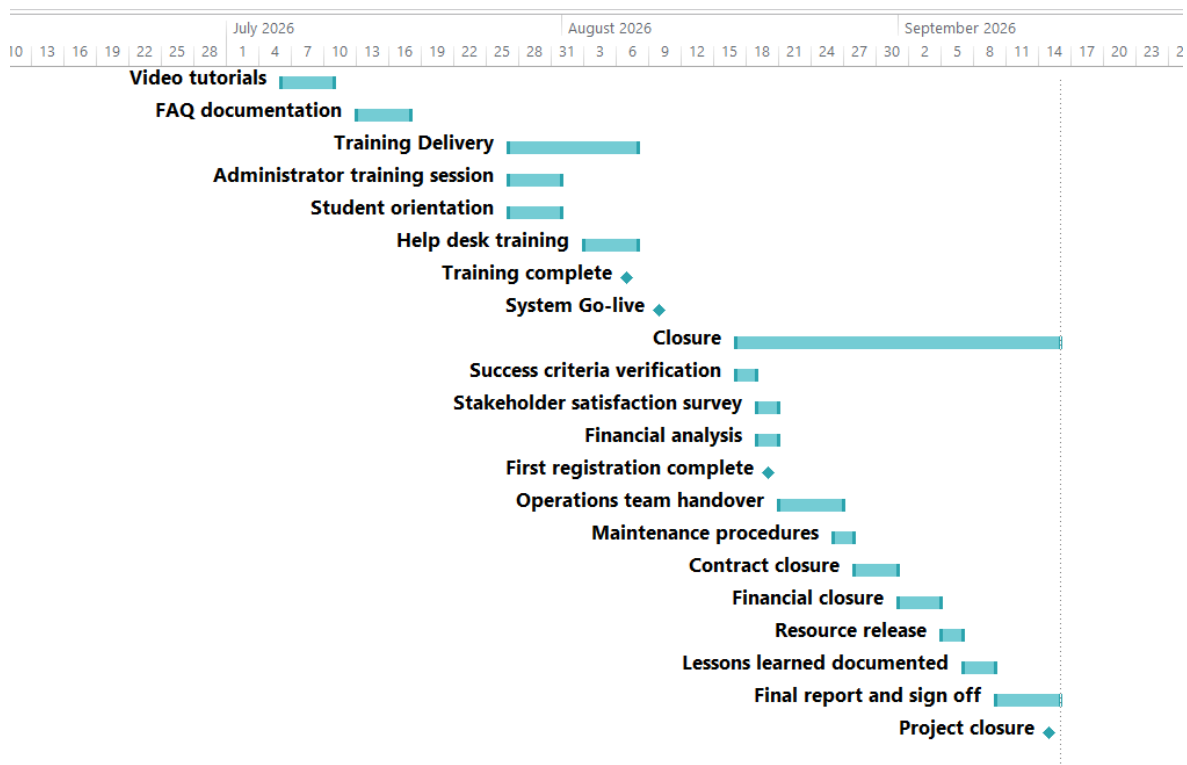 July 2026 August 2026 September 2026
10 13 16 19 22 25 28 1 4 7 10 13 16 19 22 25 28 31 3 6 9 12 15 18 21 24 27 30 2 5 8 11 14 17 20 23
Video tutorials
FAQ documentation
Training Delivery
Administrator training session
Student orientation
Help desk training
Training complete
System Go-live
Closure
Success criteria verification
Stakeholder satisfaction survey
Financial analysis
First registration complete
Operations team handover
Maintenance procedures
Contract closure
Financial closure
Resource release
Lessons learned documented
Final report and sign off
Project closure